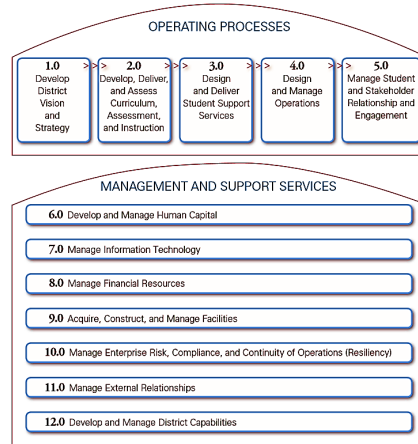 OPERATING PROCESSES
1.0 >> 2.0 >> 3.0 >> 4.0 >> 5.0
Develop
District
Vision
and
Strategy
Develop, Deliver,
and Assess
Curriculum,
Assessment,
and Instruction
Design
and Deliver
Student Support
Services
Design
and Manage
Operations
Manage Student
and Stakeholder
Relationship and
Engagement
MANAGEMENT AND SUPPORT SERVICES
6.0 Develop and Manage Human Capital
7.0 Manage Information Technology
8.0 Manage Financial Resources
9.0 Acquire, Construct, and Manage Facilities
10.0 Manage Enterprise Risk, Compliance, and Continuity of Operations (Resiliency)
11.0 Manage External Relationships
12.0 Develop and Manage District Capabilities